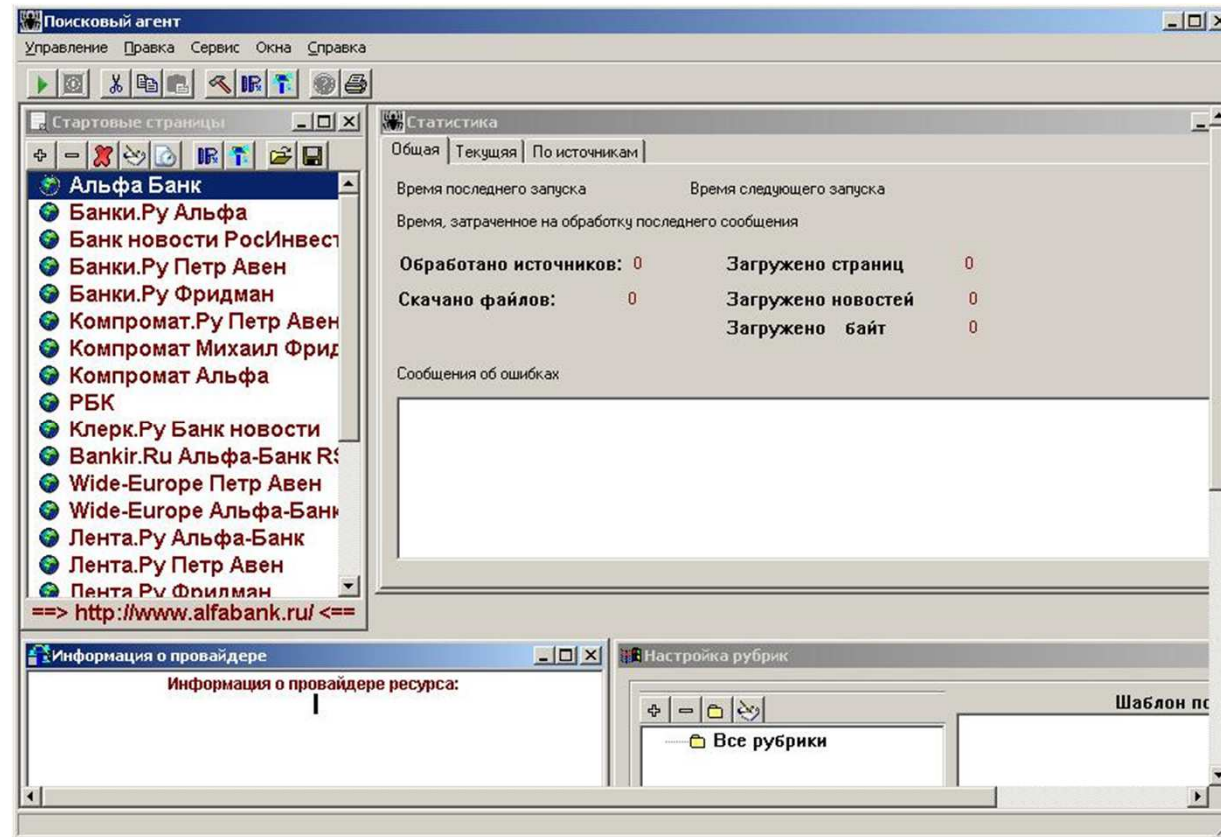 Поисковый агент
Управление Правка Сервис Окна Справка
Стартовые страницы
Альфа Банк
Банки.Ру Альфа
Банк новости РосИнвест
Банки.Ру Петр Авен
Банки.Ру Фридман
Компромат.Ру Петр Авен
Компромат Михаил Фрид
Компромат Альфа
РБК
Клерк.Ру Банк новости
Bankir.Ru Альфа-Банк RS
Wide-Europe Петр Авен
Wide-Europe Альфа-Банк
Лента.Ру Альфа-Банк
Лента.Ру Петр Авен
Лента Ру Фридман
==> http://www.alfabank.ru/ <==
Статистика
Общая Текущая По источникам
Время последнего запуска Время следующего запуска
Время, затраченное на обработку последнего сообщения
Обработано источников: 0 Загружено страниц 0
Скачано файлов: 0 Загружено новостей 0
Загружено байт 0
Сообщения об ошибках
Информация о провайдере
Информация о провайдере ресурса:
Настройка рубрик
Шаблон по
Все рубрики